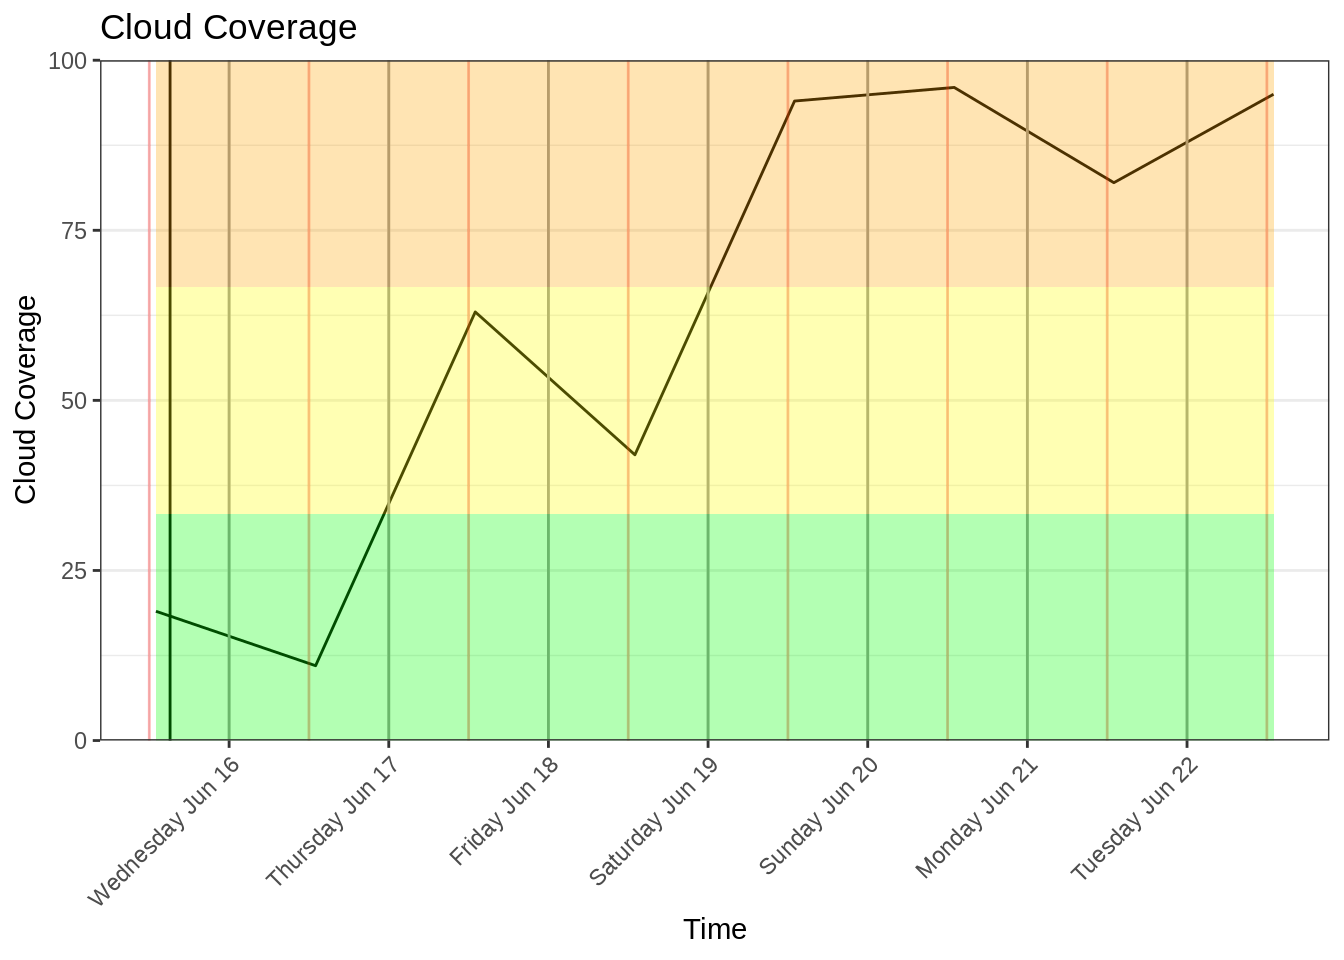 Cloud Coverage
100
75
50
25
0
Cloud Coverage
Wednesday Jun 16
Thursday Jun 17
Friday Jun 18
Saturday Jun 19
Sunday Jun 20
Monday Jun 21
Tuesday Jun 22
Time